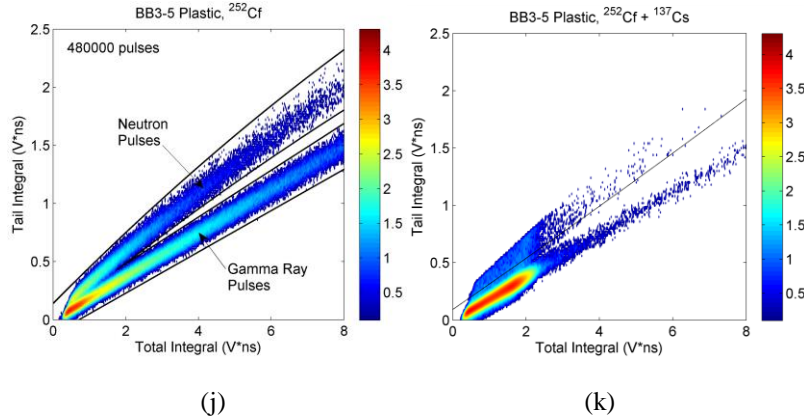 BB3-5 Plastic, ²⁵²Cf
480000 pulses
Neutron
Pulses
Gamma Ray
Pulses
Tail Integral (V*ns)
2.5
2
1.5
1
0.5
0
0
2
4
6
8
Total Integral (V*ns)
4
3.5
3
2.5
2
1.5
1
0.5
(j)
BB3-5 Plastic, ²⁵²Cf + ¹³⁷Cs
Tail Integral (V*ns)
2.5
2
1.5
1
0.5
0
0
2
4
6
8
Total Integral (V*ns)
4
3.5
3
2.5
2
1.5
1
0.5
(k)